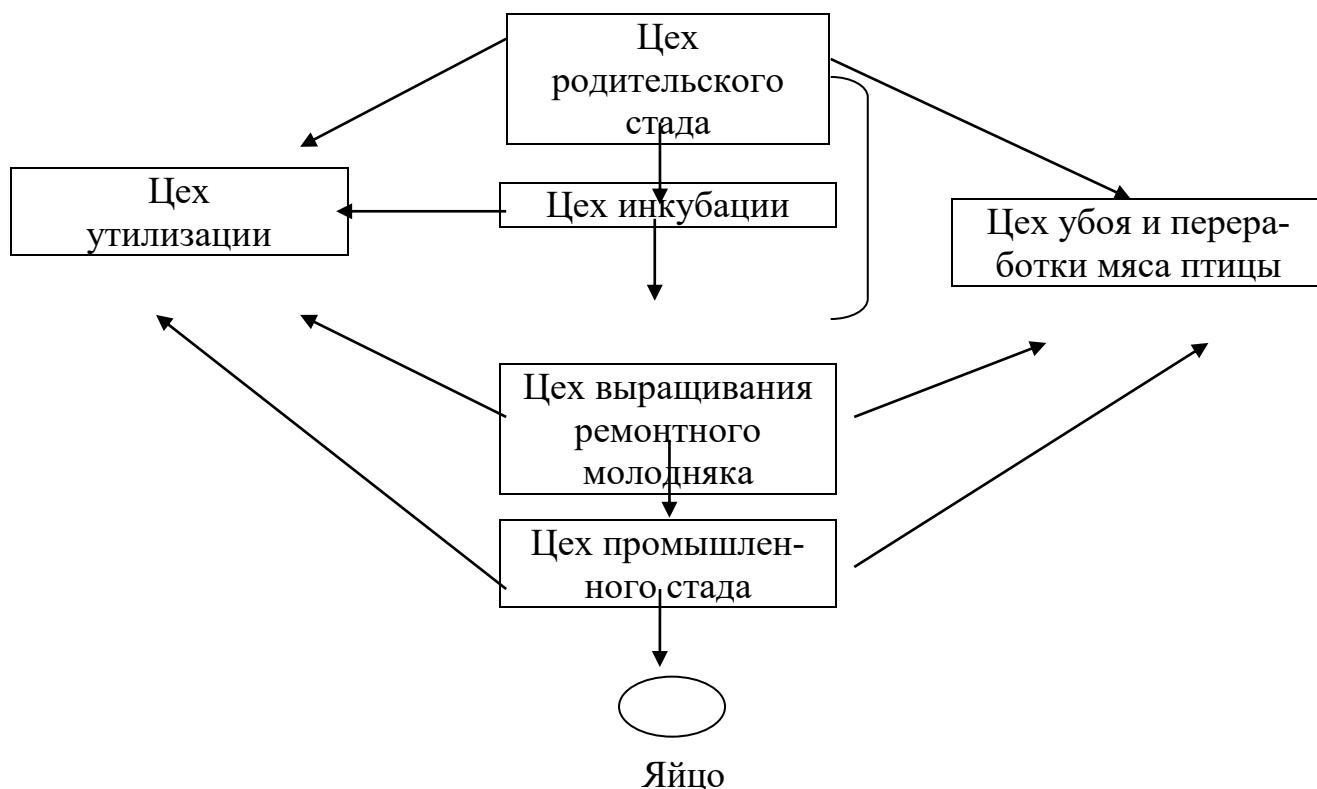 Цех
родительского
стада
Цех
утилизации
Цех инкубации
Цех убоя и перера-
ботки мяса птицы
Цех выращивания
ремонтного
молодняка
Цех промышлен-
ного стада
Яйцо